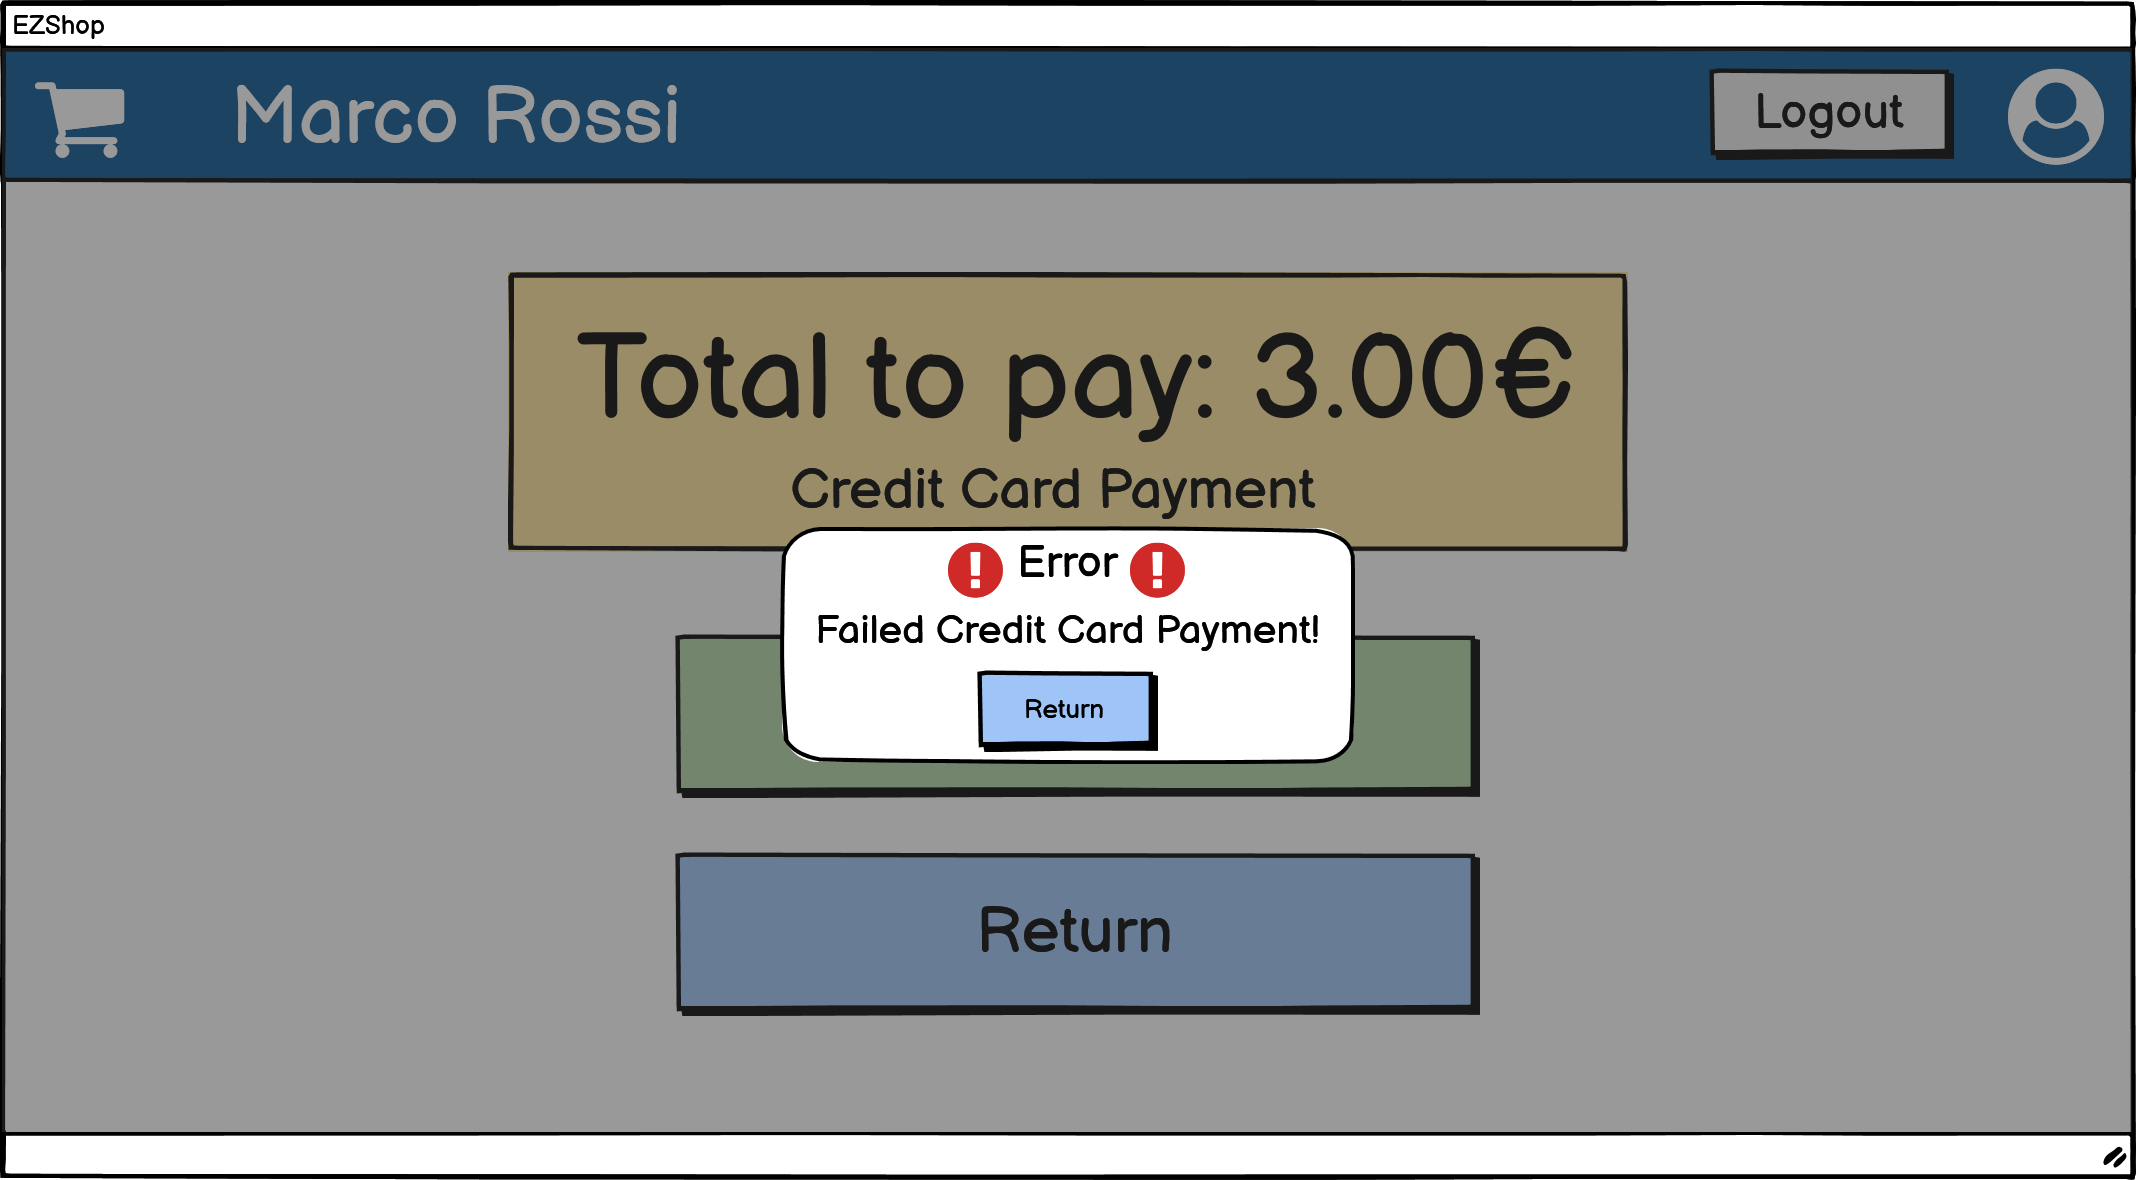 EZShop
Marco Rossi
Logout
Total to pay: 3.00€
Credit Card Payment
Error
Failed Credit Card Payment!
Return
Return